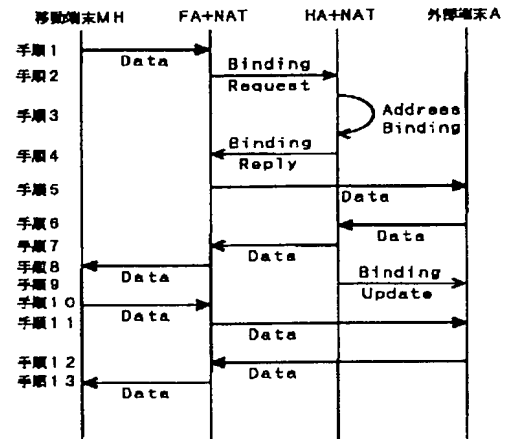 移動端末MH FA+NAT HA+NAT 外部端末A
手順1
Data
手順2
Binding
Request
手順3
Address
Binding
手順4
Binding
Reply
手順5
Data
手順6
Data
手順7
Data
手順8
Data
手順9
Binding
Update
手順10
Data
手順11
Data
手順12
Data
手順13
Data